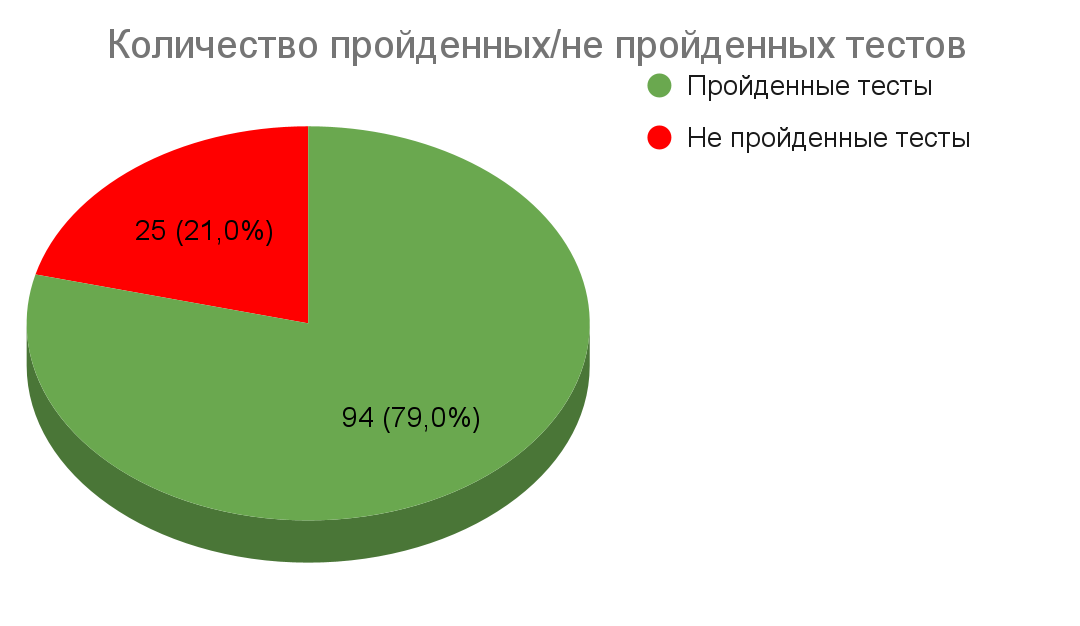 Количество пройденных/не пройденных тестов
Пройденные тесты
Не пройденные тесты
25 (21,0%)
94 (79,0%)